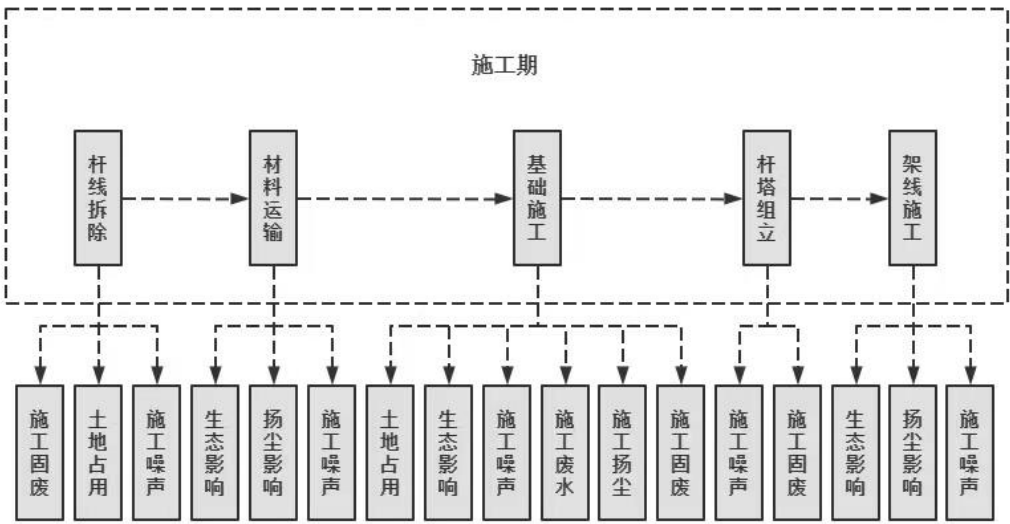 施工期
杆线拆除
材料运输
基础施工
杆塔组立
架线施工
施工固废
土地占用
施工噪声
生态影响
扬尘影响
施工噪声
土地占用
生态影响
施工噪声
施工废水
施工扬尘
施工固废
施工噪声
施工固废
生态影响
扬尘影响
施工噪声